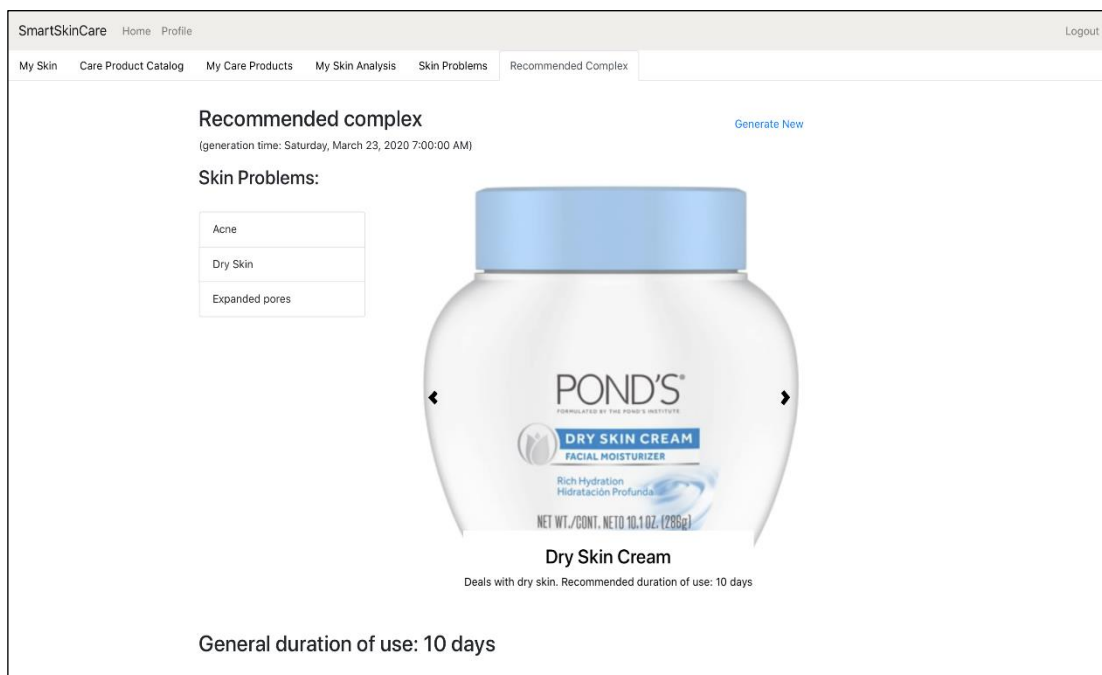 SmartSkinCare Home Profile Logout
My Skin Care Product Catalog My Care Products My Skin Analysis Skin Problems Recommended Complex
Recommended complex
Generate New
(generation time: Saturday, March 23, 2020 7:00:00 AM)
Skin Problems:
Acne
Dry Skin
Expanded pores
POND'S®
FORMULATED BY THE POND'S INSTITUTE
DRY SKIN CREAM
FACIAL MOISTURIZER
Rich Hydration
Hidratación Profunda
NET WT./CONT. NETO 10.1 OZ. (286g)
Dry Skin Cream
Deals with dry skin. Recommended duration of use: 10 days
General duration of use: 10 days